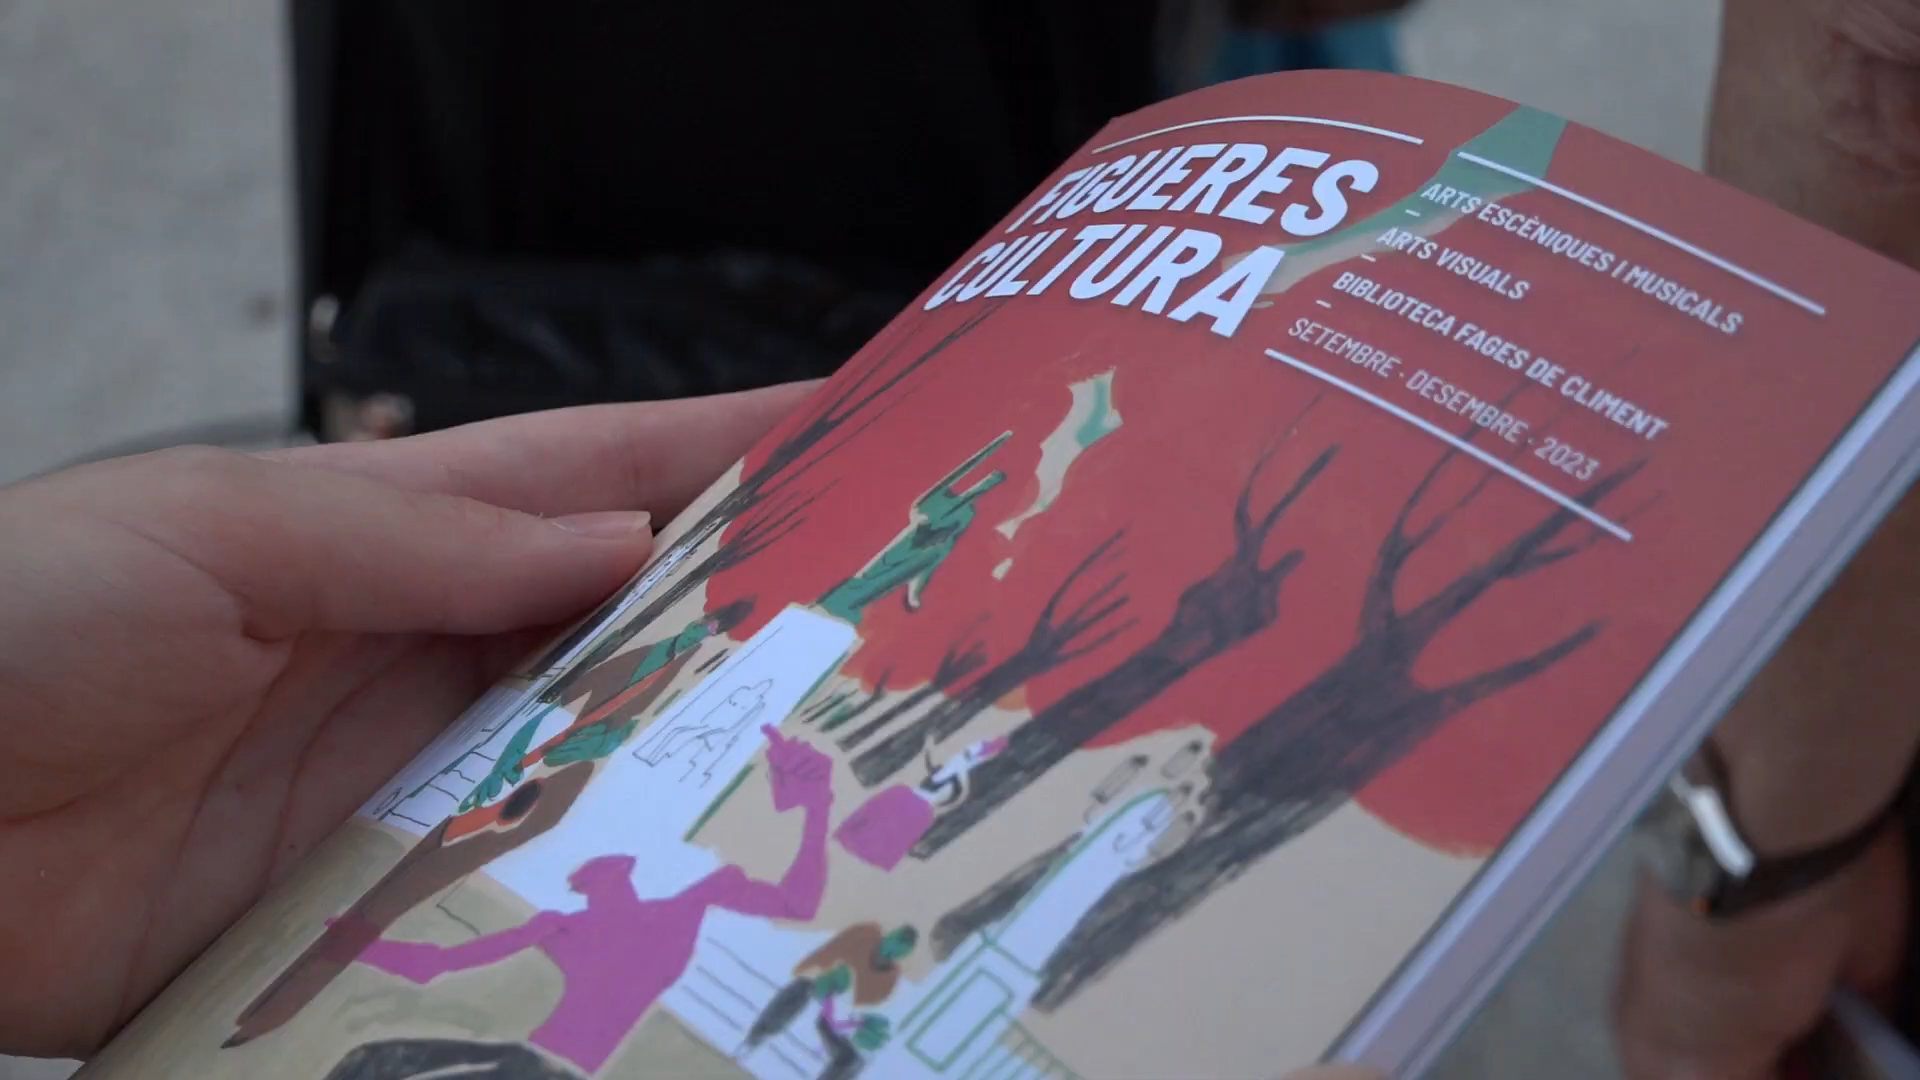 FIGUERES
CULTURA
ARTS ESCÈNIQUES I MUSICALS
–
ARTS VISUALS
–
BIBLIOTECA FAGES DE CLIMENT
–
SETEMBRE · DESEMBRE · 2023